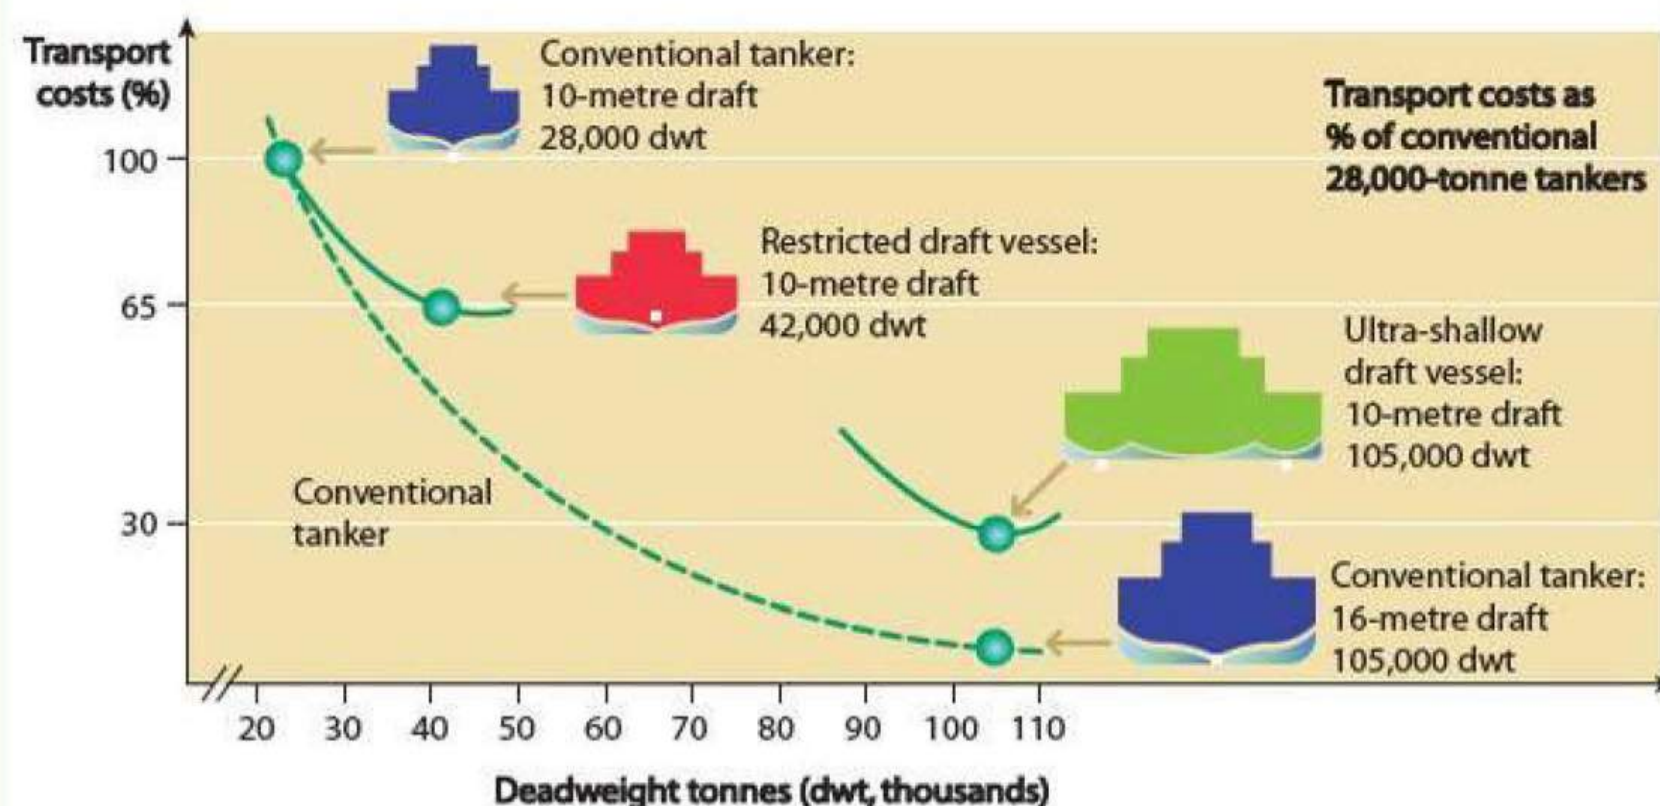 Transport
costs (%)
Conventional tanker:
10-metre draft
28,000 dwt
Transport costs as
% of conventional
28,000-tonne tankers
100
Restricted draft vessel:
10-metre draft
42,000 dwt
65
Ultra-shallow
draft vessel:
10-metre draft
105,000 dwt
Conventional
tanker
30
Conventional tanker:
16-metre draft
105,000 dwt
20 30 40 50 60 70 80 90 100 110
Deadweight tonnes (dwt, thousands)